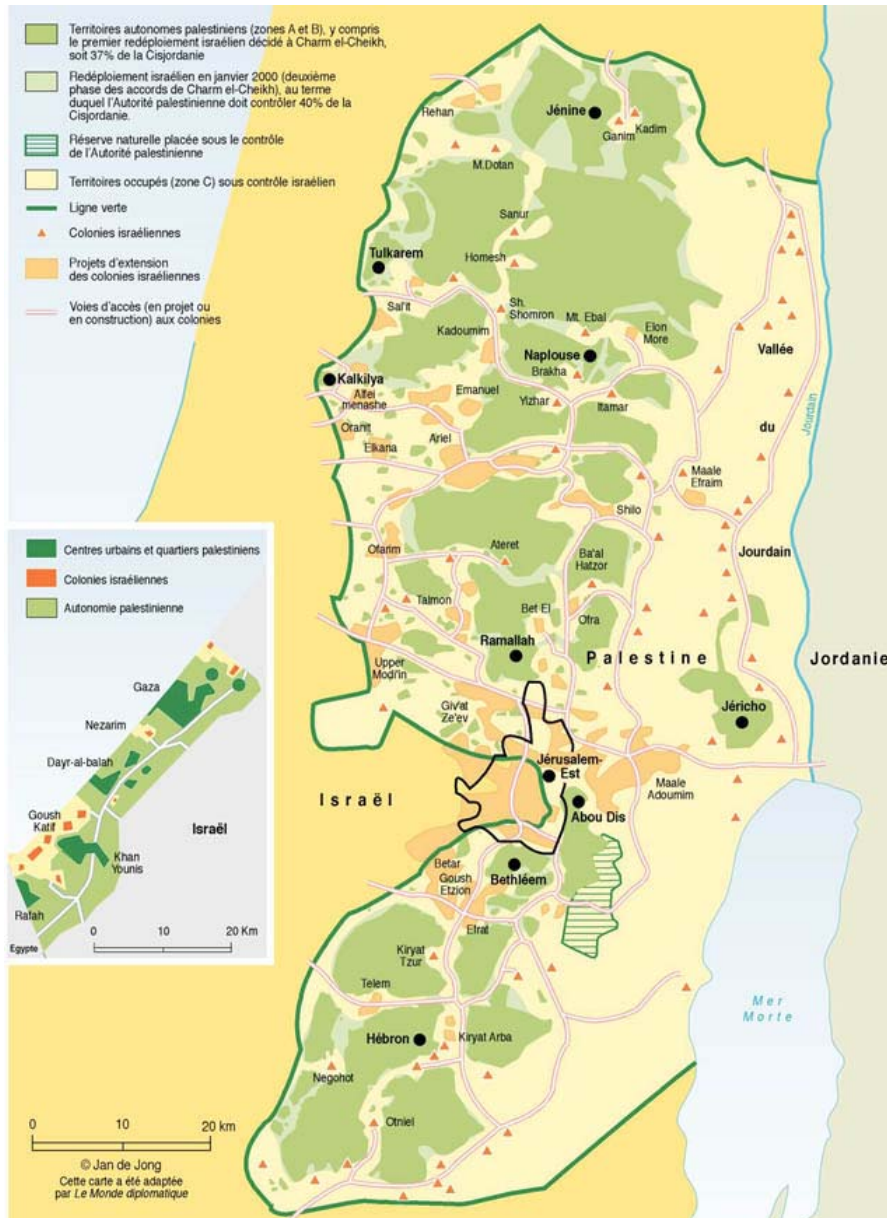 Territoires autonomes palestiniens (zones A et B), y compris
le premier redéploiement israélien décidé à Charm el-Cheikh,
soit 37% de la Cisjordanie
Redéploiement israélien en janvier 2000 (deuxième
phase des accords de Charm el-Cheikh), au terme
duquel l'Autorité palestinienne doit contrôler 40% de la
Cisjordanie.
Réserve naturelle placée sous le contrôle
de l'Autorité palestinienne
Territoires occupés (zone C) sous contrôle israélien
Ligne verte
Colonies israéliennes
Projets d'extension
des colonies israéliennes
Voies d'accès (en projet ou
en construction) aux colonies
Rehan
Jénine
Ganim
Kadim
M.Dotan
Sanur
Tulkarem
Homesh
Sal'it
Sh.
Shomron
Mt. Ebal
Elon
More
Kadoumim
Naplouse
Vallée
Brakha
Kalkilya
Alfei
menashe
Emanuel
Yizhar
Itamar
Oranit
du
Jourdain
Elkana
Ariel
Maale
Efraim
Shilo
Ofarim
Ateret
Ba'al
Hatzor
Jourdain
Talmon
Bet El
Ofra
Ramallah
Palestine
Jordanie
Upper
Modi'in
Giv'at
Ze'ev
Jéricho
Jérusalem-
Est
Israël
Maale
Adoumim
Abou Dis
Betar
Goush
Etzion
Bethléem
Efrat
Kiryat
Tzur
Telem
Mer
Morte
Hébron
Kiryat Arba
Negohot
Otniel
Centres urbains et quartiers palestiniens
Colonies israéliennes
Autonomie palestinienne
Gaza
Nezarim
Dayr-al-balah
Goush
Katif
Israël
Khan
Younis
Rafah
Egypte
0 10 20 Km
0 10 20 km
© Jan de Jong
Cette carte a été adaptée
par Le Monde diplomatique